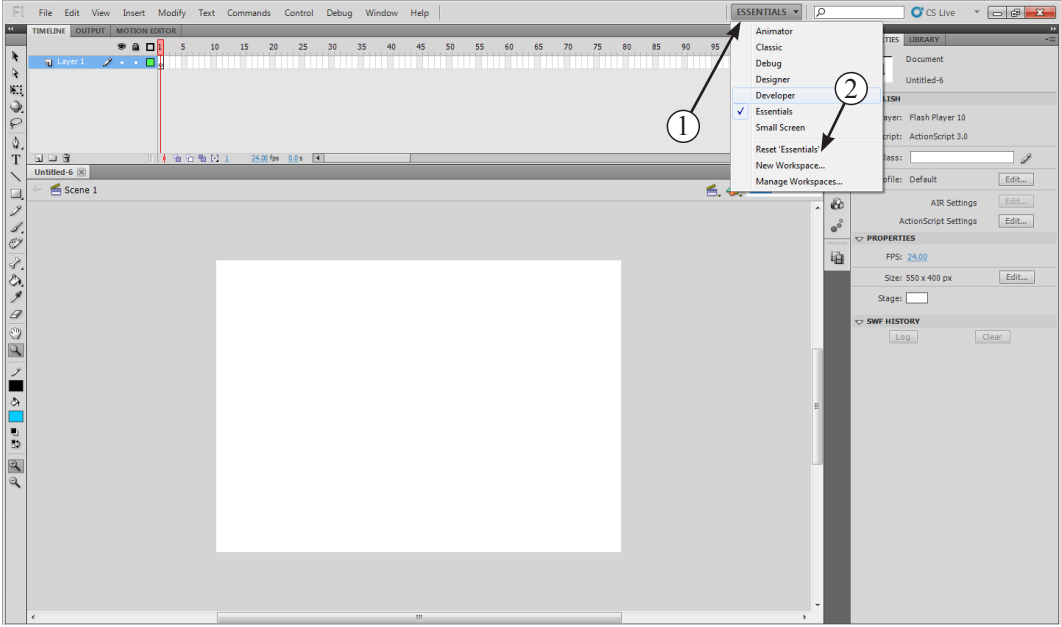 Fl File Edit View Insert Modify Text Commands Control Debug Window Help ESSENTIALS CS Live
TIMELINE OUTPUT MOTION EDITOR
1 5 10 15 20 25 30 35 40 45 50 55 60 65 70 75 80 85 90 95
Layer 1
1 24.00 fps 0.0 s
Untitled-6
Scene 1
Animator
Classic
Debug
Designer
Developer
Essentials
Small Screen
Reset 'Essentials'
New Workspace...
Manage Workspaces...
1
2
TIES LIBRARY
Document
Untitled-6
LISH
ayer: Flash Player 10
cript: ActionScript 3.0
lass:
ofile: Default Edit...
AIR Settings Edit...
ActionScript Settings Edit...
PROPERTIES
FPS: 24.00
Size: 550 x 400 px Edit...
Stage:
SWF HISTORY
Log Clear